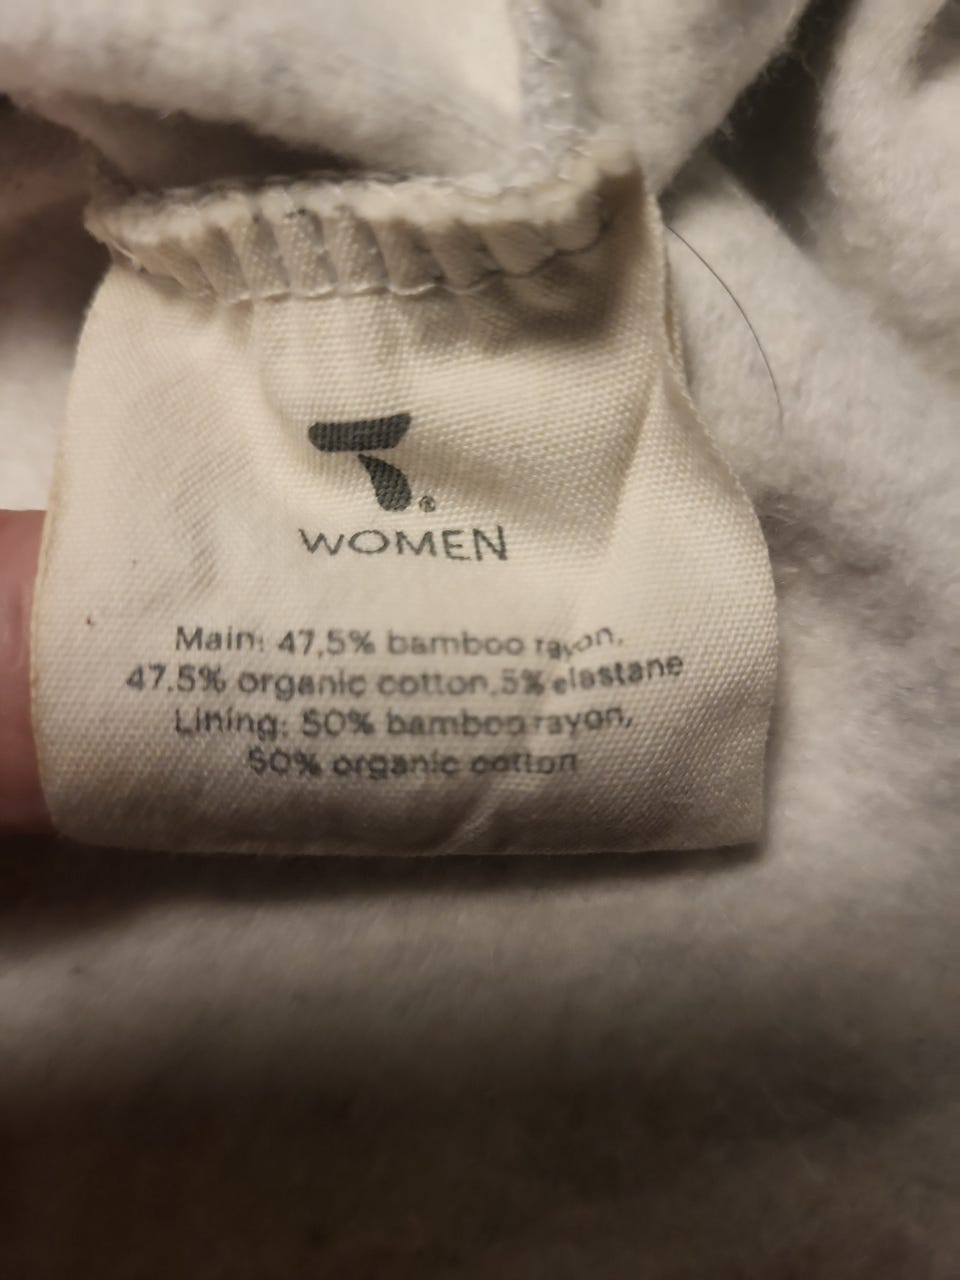 ®
WOMEN
Main: 47,5% bamboo rayon,
47.5% organic cotton,5% elastane
Lining: 50% bamboo rayon,
50% organic cotton